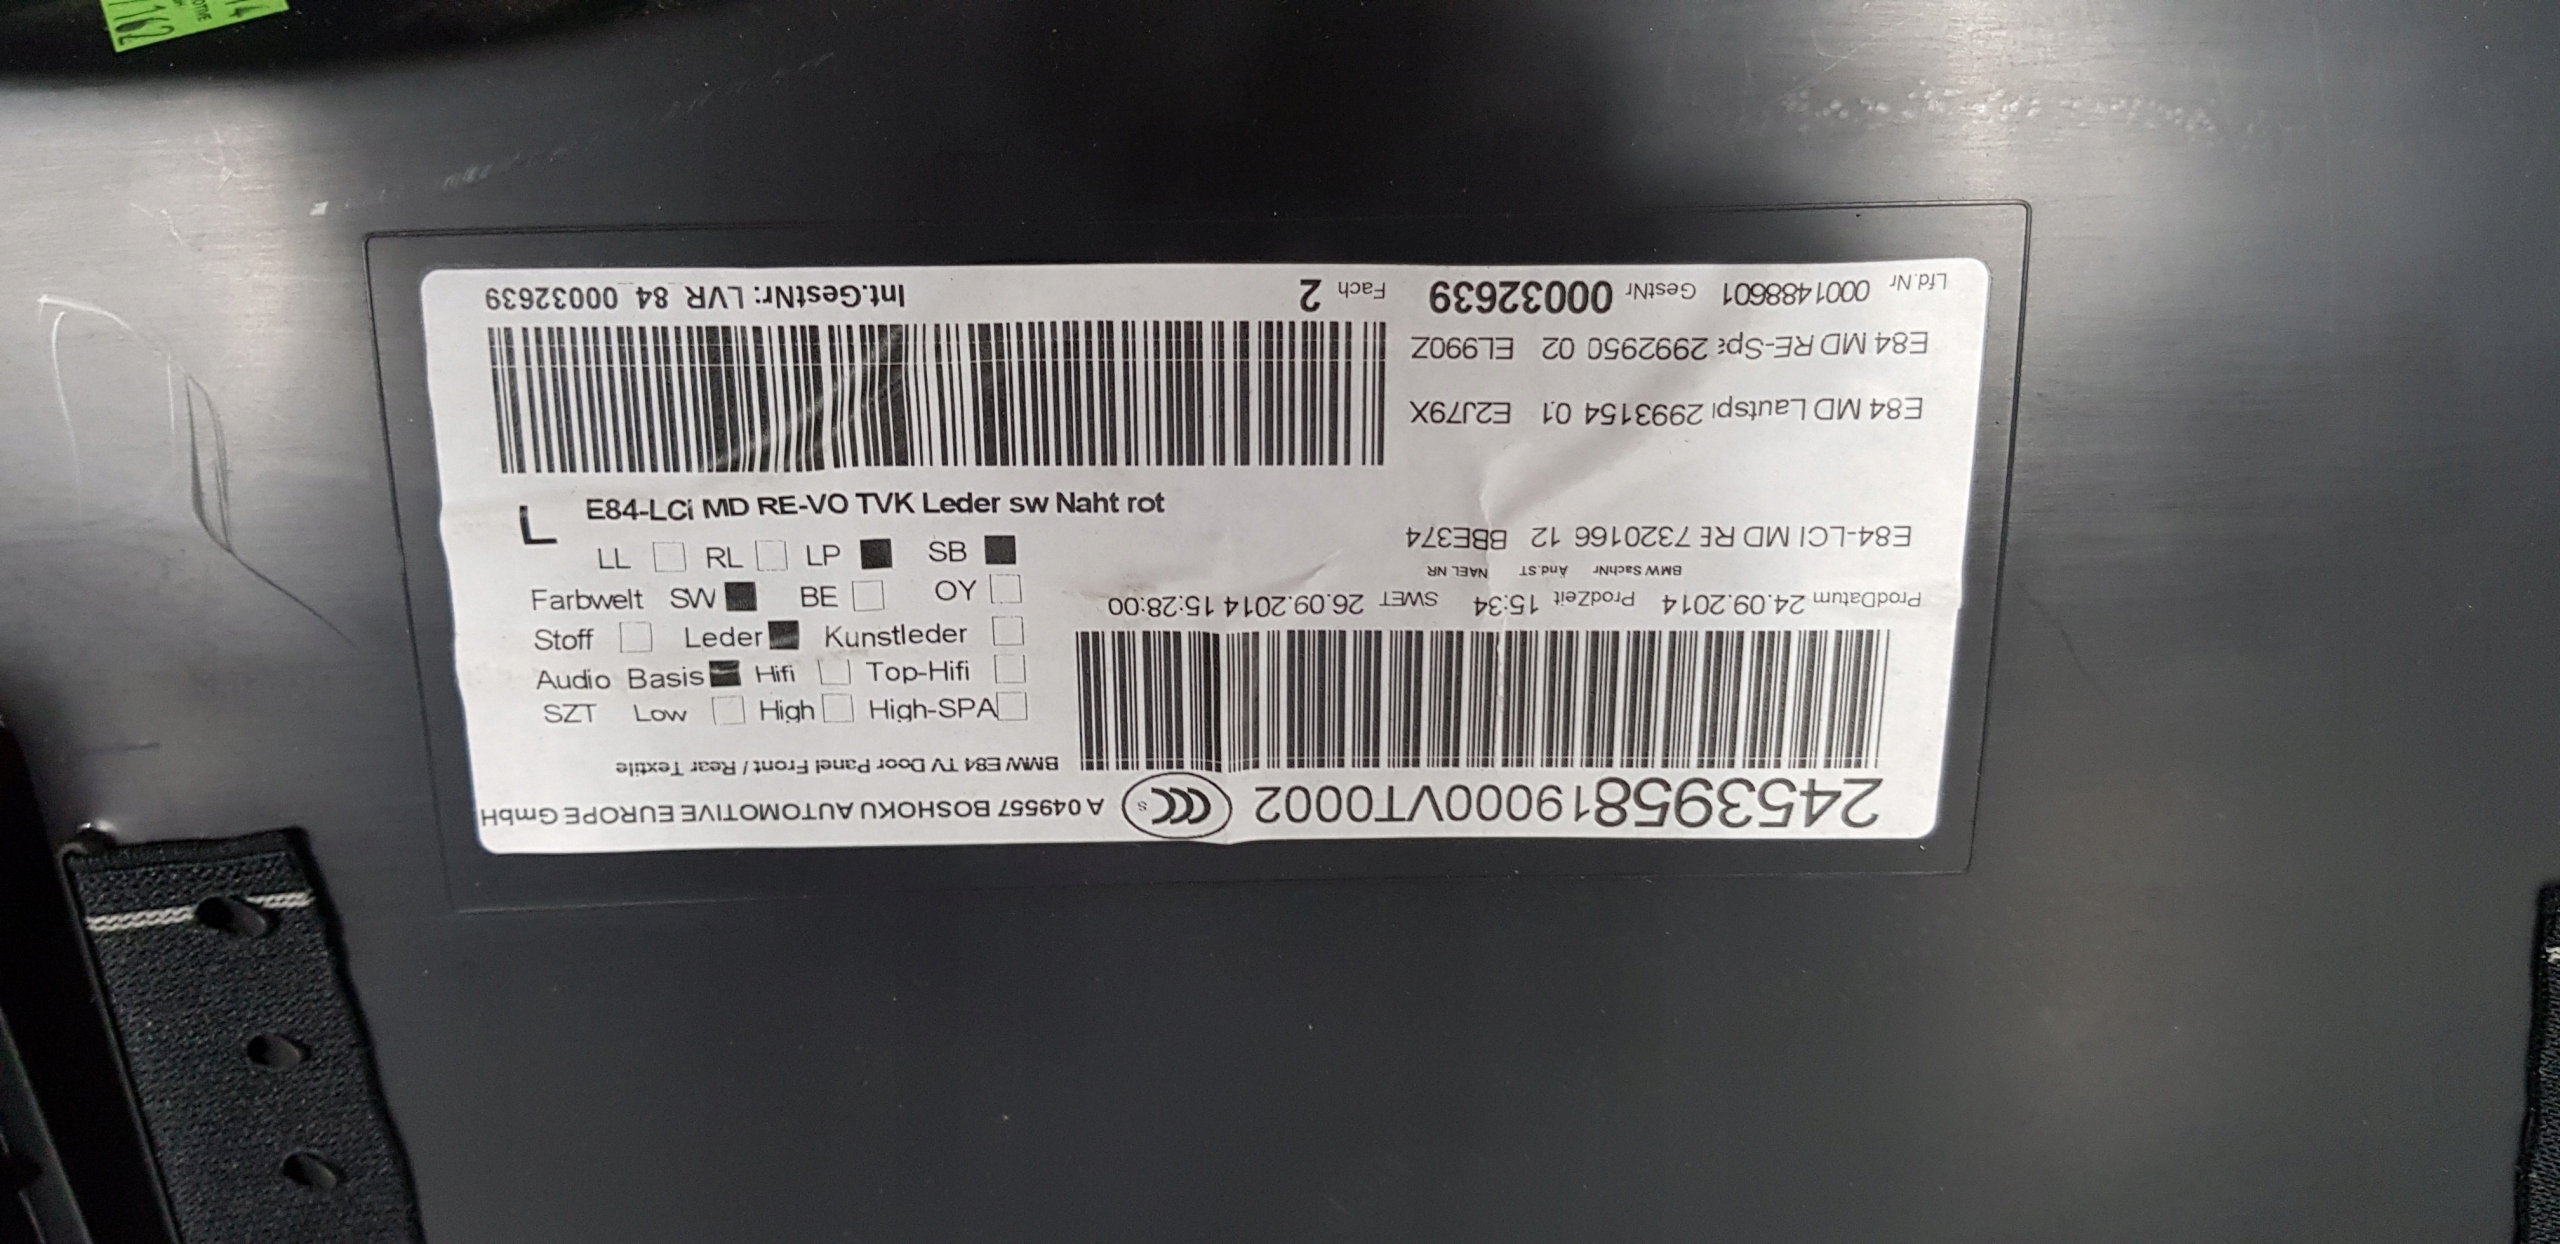 Lfd.Nr 0001488601 GestNr 00032639 Fach 2 Int.GestNr: LVR 84 00032639
E84 MD RE-Spa 2992950 02 EL990Z
E84 MD Lautspr 2993154 01 E2J79X
E84-LCI MD RE 7320166 12 BBE374
BMW SachNr Änd.ST NAEL NR
ProdDatum 24.09.2014 ProdZeit 15:34 SWET 26.09.2014 15:28:00
2453958819000VT0002
A 049557 BOSHOKU AUTOMOTIVE EUROPE GmbH
BMW E84 TV Door Panel Front / Rear Textile
L E84-LCi MD RE-VO TVK Leder sw Naht rot
LL RL LP SB
Farbwelt SW BE OY
Stoff Leder Kunstleder
Audio Basis Hifi Top-Hifi
SZT Low High High-SPA